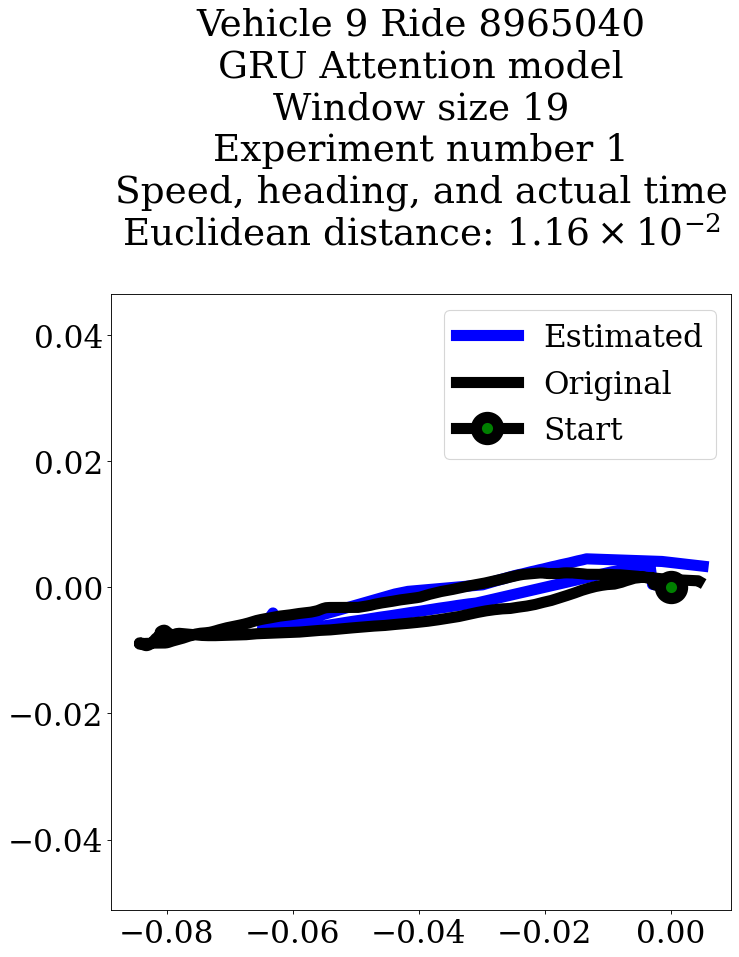 Vehicle 9 Ride 8965040
GRU Attention model
Window size 19
Experiment number 1
Speed, heading, and actual time
Euclidean distance: 1.16 × 10⁻²
Estimated
Original
Start
0.04
0.02
0.00
−0.02
−0.04
−0.08 −0.06 −0.04 −0.02 0.00